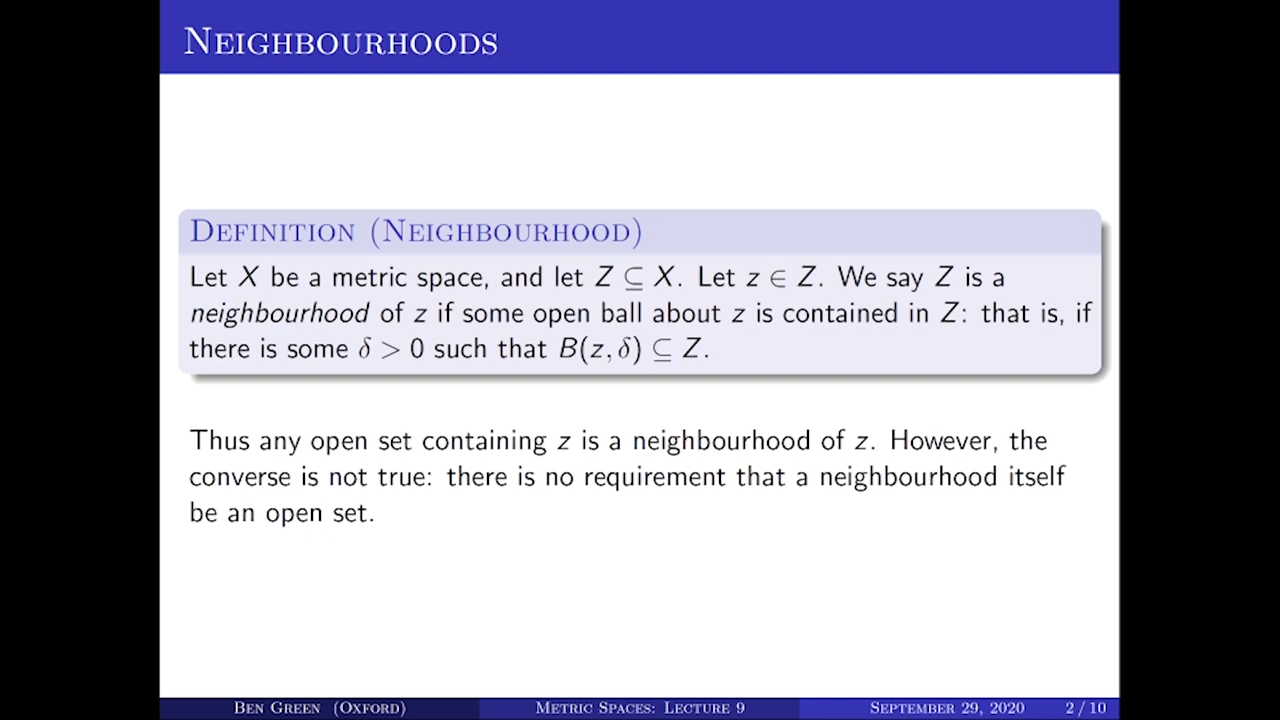 NEIGHBOURHOODS
DEFINITION (NEIGHBOURHOOD)
Let X be a metric space, and let Z ⊆ X. Let z ∈ Z. We say Z is a
neighbourhood of z if some open ball about z is contained in Z: that is, if
there is some δ > 0 such that B(z, δ) ⊆ Z.
Thus any open set containing z is a neighbourhood of z. However, the
converse is not true: there is no requirement that a neighbourhood itself
be an open set.
BEN GREEN (OXFORD) METRIC SPACES: LECTURE 9 SEPTEMBER 29, 2020 2 / 10